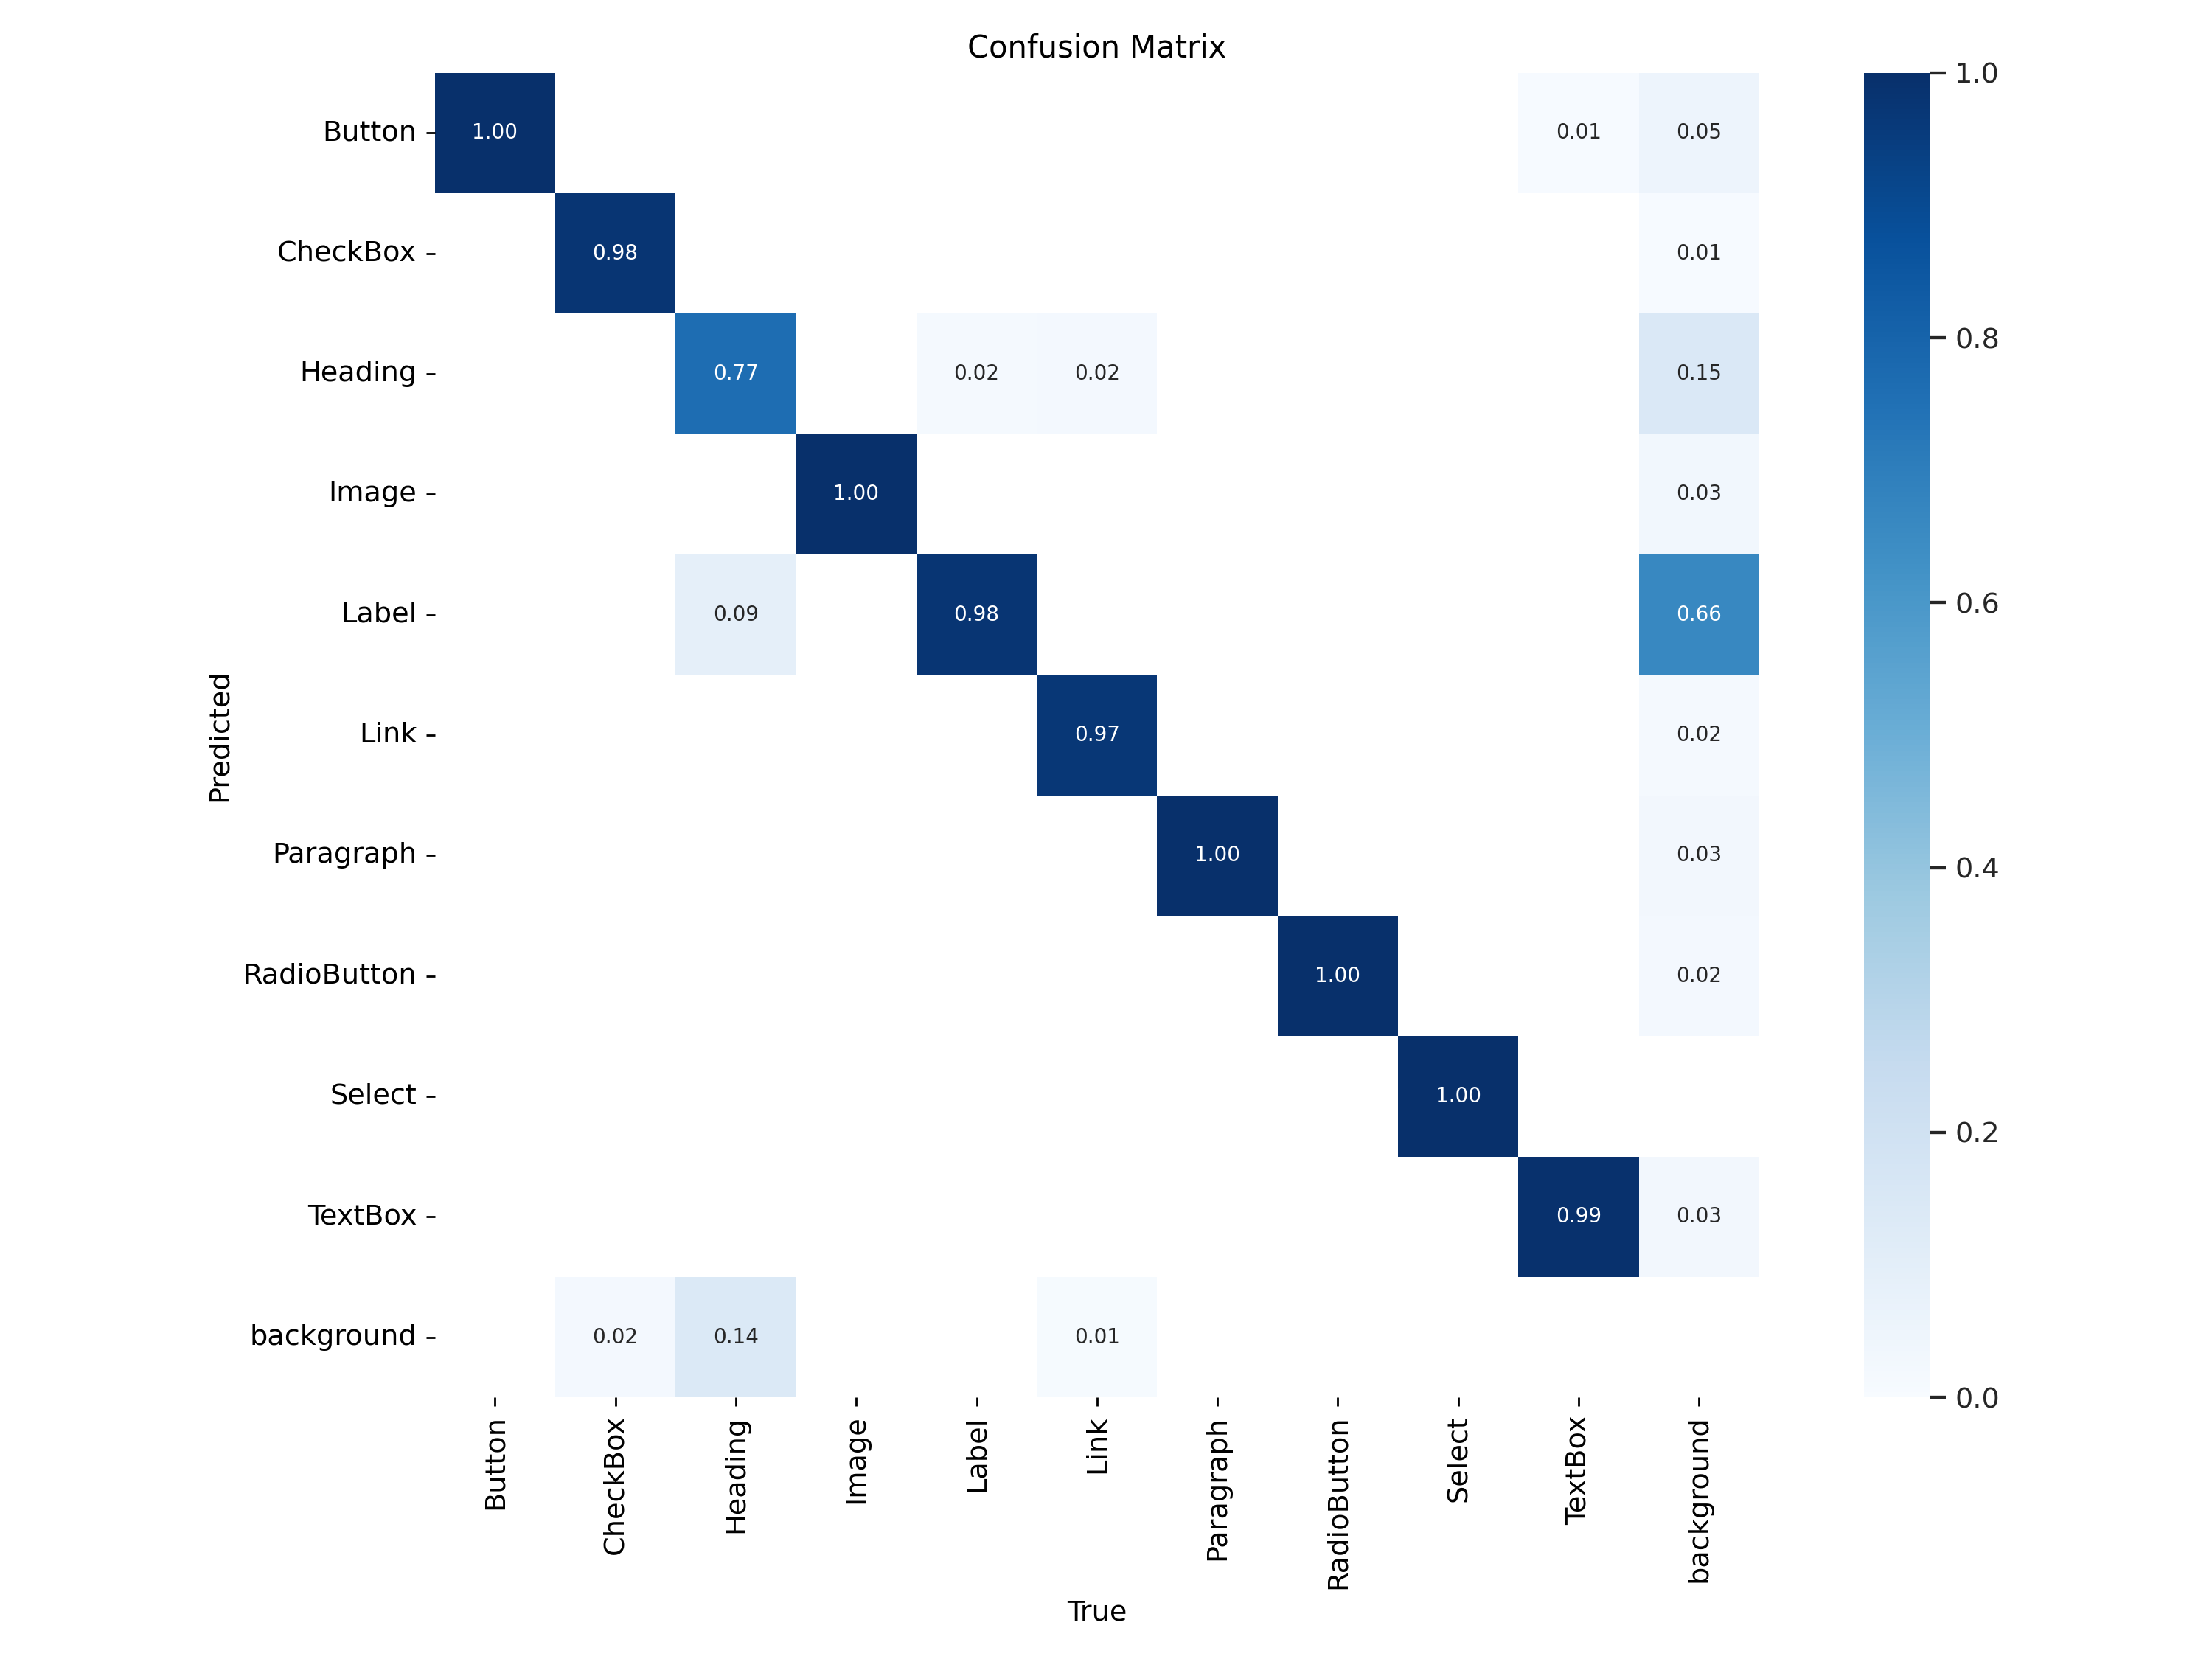 Confusion Matrix
Button 1.00 0.01 0.05
CheckBox 0.98 0.01
Heading 0.77 0.02 0.02 0.15
Image 1.00 0.03
Label 0.09 0.98 0.66
Link 0.97 0.02
Paragraph 1.00 0.03
RadioButton 1.00 0.02
Select 1.00
TextBox 0.99 0.03
background 0.02 0.14 0.01
Predicted
Button CheckBox Heading Image Label Link Paragraph RadioButton Select TextBox background
True
1.0
0.8
0.6
0.4
0.2
0.0